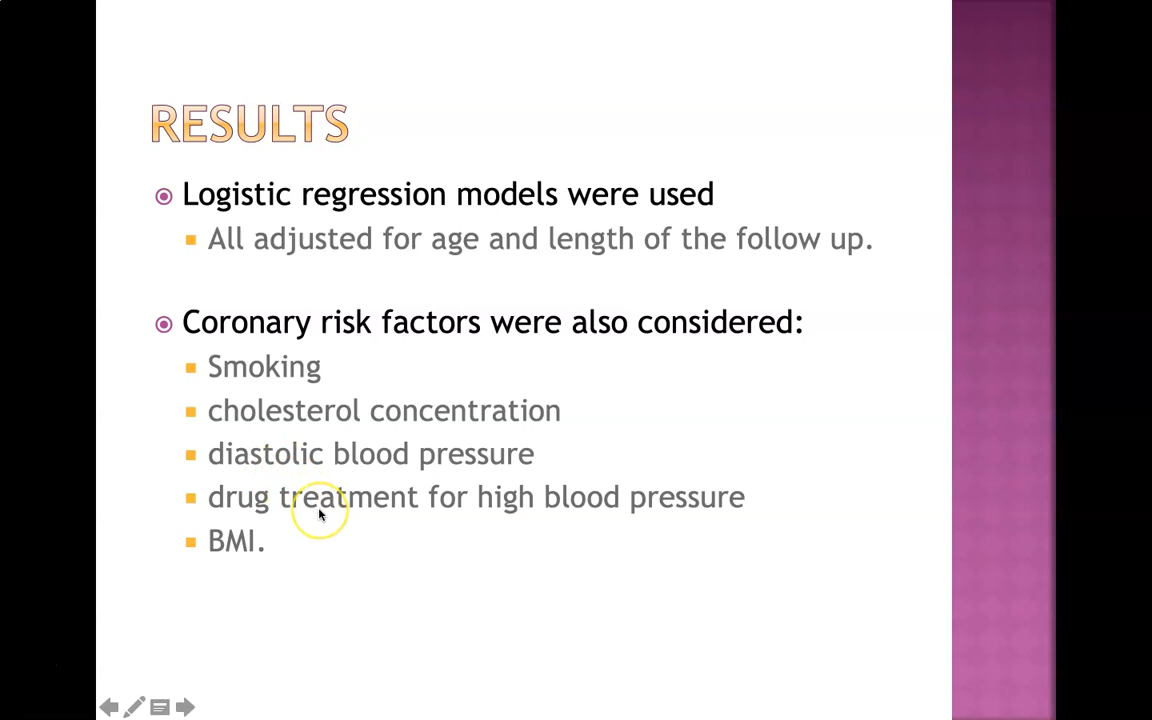 RESULTS
Logistic regression models were used
All adjusted for age and length of the follow up.
Coronary risk factors were also considered:
Smoking
cholesterol concentration
diastolic blood pressure
drug treatment for high blood pressure
BMI.